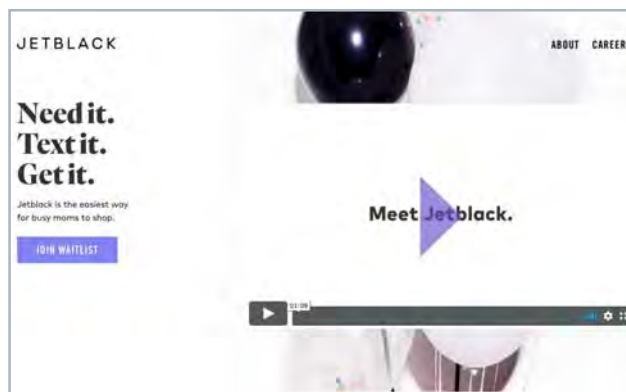 JETBLACK
ABOUT CAREER
Need it.
Text it.
Get it.
Jetblack is the easiest way
for busy moms to shop.
JOIN WAITLIST
Meet Jetblack.
01:09